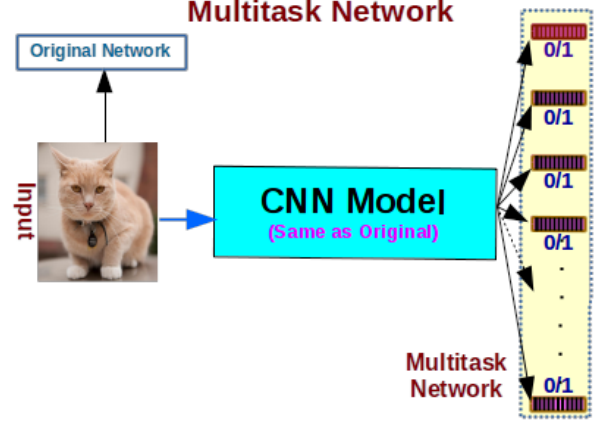 Multitask Network
Original Network
0/1
0/1
Input
0/1
CNN Model
(Same as Original)
0/1
Multitask
Network
0/1